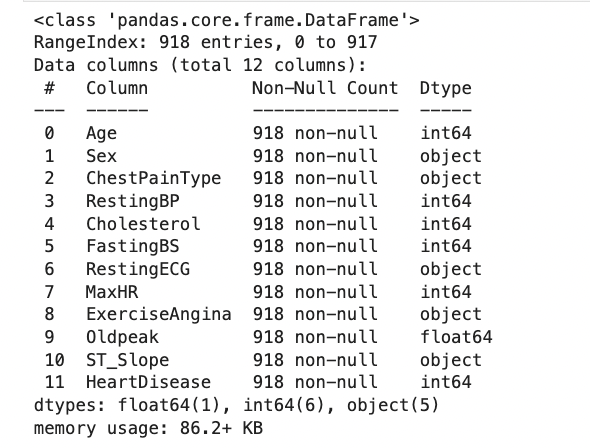 <class 'pandas.core.frame.DataFrame'>
RangeIndex: 918 entries, 0 to 917
Data columns (total 12 columns):
 #   Column          Non-Null Count  Dtype
---  ------          --------------  -----
 0   Age             918 non-null    int64
 1   Sex             918 non-null    object
 2   ChestPainType   918 non-null    object
 3   RestingBP       918 non-null    int64
 4   Cholesterol     918 non-null    int64
 5   FastingBS       918 non-null    int64
 6   RestingECG      918 non-null    object
 7   MaxHR           918 non-null    int64
 8   ExerciseAngina  918 non-null    object
 9   Oldpeak         918 non-null    float64
 10  ST_Slope        918 non-null    object
 11  HeartDisease    918 non-null    int64
dtypes: float64(1), int64(6), object(5)
memory usage: 86.2+ KB